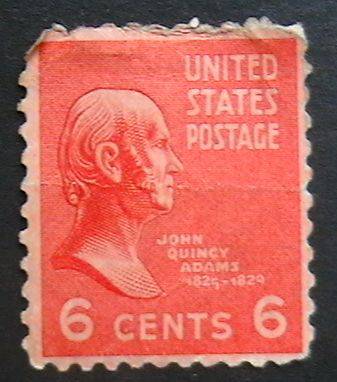 UNITED
STATES
POSTAGE
JOHN
QUINCY
ADAMS
1825-1829
6 CENTS 6